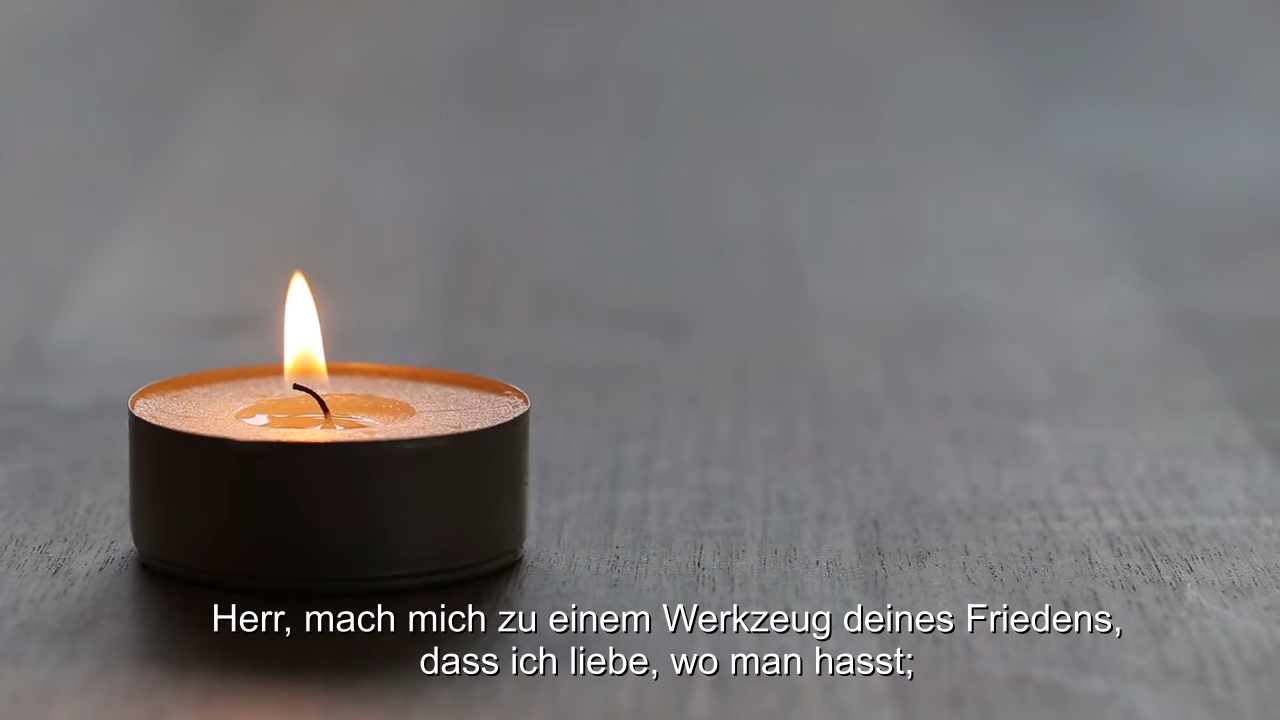 Herr, mach mich zu einem Werkzeug deines Friedens,
dass ich liebe, wo man hasst;